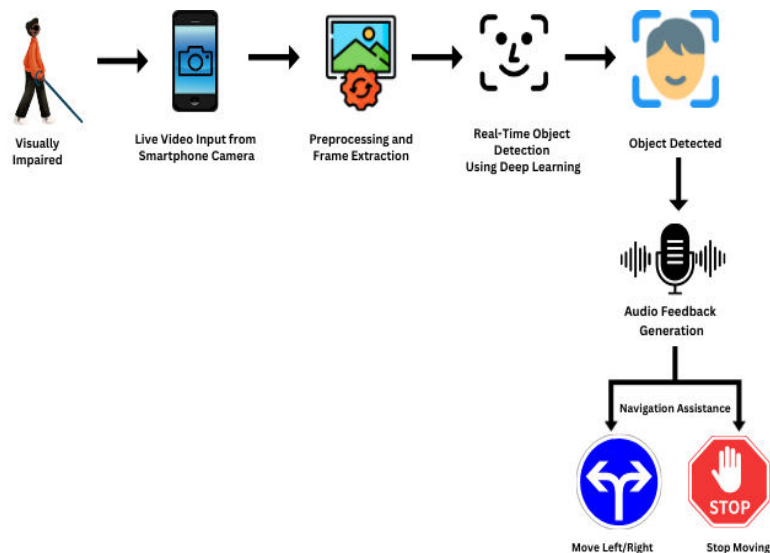 Visually
Impaired
Live Video Input from
Smartphone Camera
Preprocessing and
Frame Extraction
Real-Time Object
Detection
Using Deep Learning
Object Detected
Audio Feedback
Generation
Navigation Assistance
STOP
Move Left/Right
Stop Moving